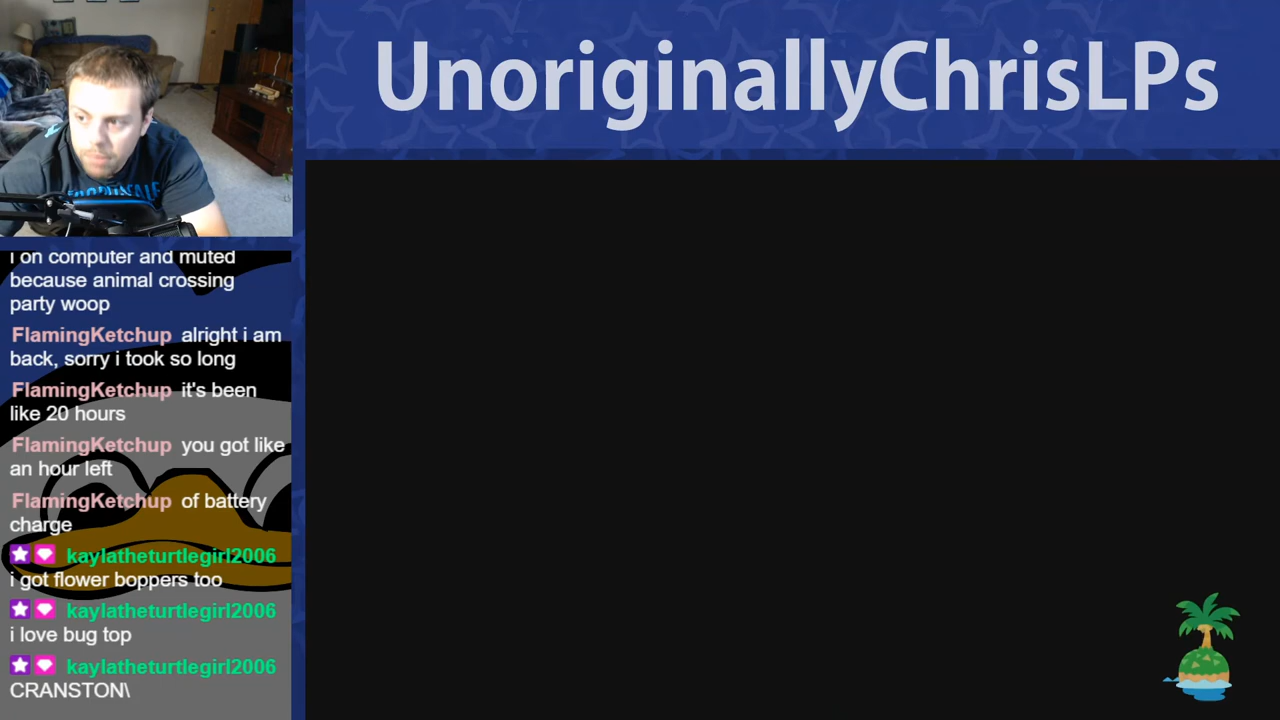 UnoriginallyChrisLPs
i on computer and muted
because animal crossing
party woop
FlamingKetchup alright i am
back, sorry i took so long
FlamingKetchup it's been
like 20 hours
FlamingKetchup you got like
an hour left
FlamingKetchup of battery
charge
kaylatheturtlegirl2006
i got flower boppers too
kaylatheturtlegirl2006
i love bug top
kaylatheturtlegirl2006
CRANSTON\